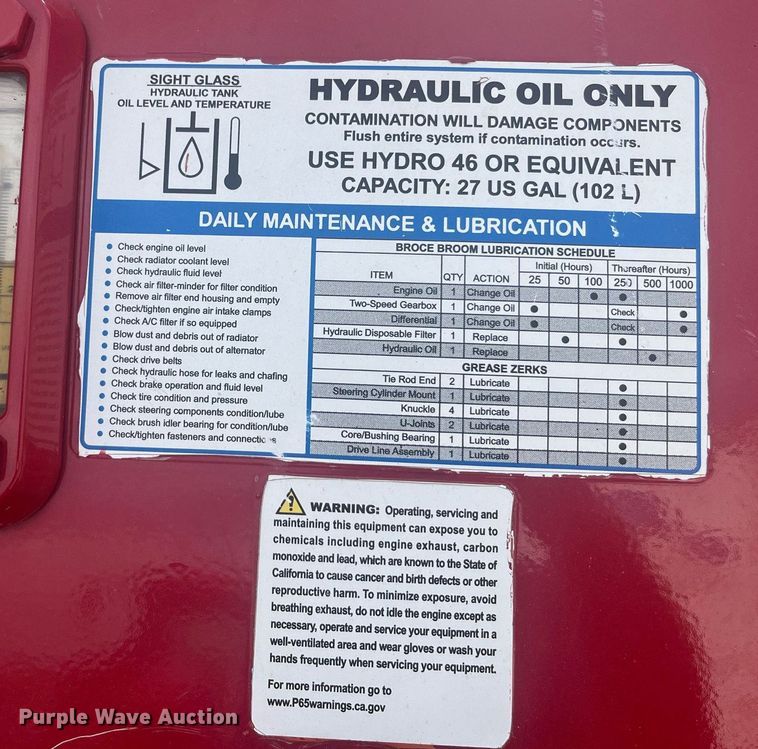 SIGHT GLASS
HYDRAULIC TANK
OIL LEVEL AND TEMPERATURE
HYDRAULIC OIL ONLY
CONTAMINATION WILL DAMAGE COMPONENTS
Flush entire system if contamination occurs.
USE HYDRO 46 OR EQUIVALENT
CAPACITY: 27 US GAL (102 L)
DAILY MAINTENANCE & LUBRICATION
• Check engine oil level
• Check radiator coolant level
• Check hydraulic fluid level
• Check air filter-minder for filter condition
• Remove air filter end housing and empty
• Check/tighten engine air intake clamps
• Check A/C filter if so equipped
• Blow dust and debris out of radiator
• Blow dust and debris out of alternator
• Check drive belts
• Check hydraulic hose for leaks and chafing
• Check brake operation and fluid level
• Check tire condition and pressure
• Check steering components condition/lube
• Check brush idler bearing for condition/lube
• Check/tighten fasteners and connections
BROCE BROOM LUBRICATION SCHEDULE
Initial (Hours) Thereafter (Hours)
ITEM QTY ACTION 25 50 100 250 500 1000
Engine Oil 1 Change Oil ● ●
Two-Speed Gearbox 1 Change Oil ● Check ●
Differential 1 Change Oil ● Check ●
Hydraulic Disposable Filter 1 Replace ● ●
Hydraulic Oil 1 Replace ●
GREASE ZERKS
Tie Rod End 2 Lubricate ●
Steering Cylinder Mount 1 Lubricate ●
Knuckle 4 Lubricate ●
U-Joints 2 Lubricate ●
Core/Bushing Bearing 1 Lubricate ●
Drive Line Assembly 1 Lubricate ●
WARNING: Operating, servicing and
maintaining this equipment can expose you to
chemicals including engine exhaust, carbon
monoxide and lead, which are known to the State of
California to cause cancer and birth defects or other
reproductive harm. To minimize exposure, avoid
breathing exhaust, do not idle the engine except as
necessary, operate and service your equipment in a
well-ventilated area and wear gloves or wash your
hands frequently when servicing your equipment.
For more information go to
www.P65warnings.ca.gov
Purple Wave Auction